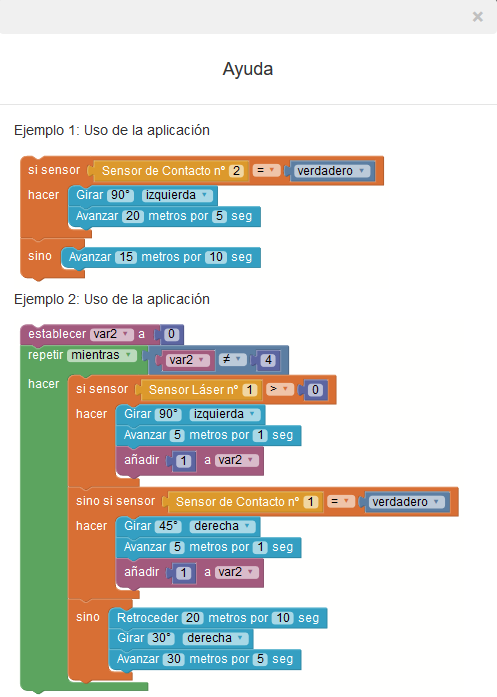 ×
Ayuda
Ejemplo 1: Uso de la aplicación
si sensor Sensor de Contacto nº 2 = verdadero
hacer Girar 90° izquierda
Avanzar 20 metros por 5 seg
sino Avanzar 15 metros por 10 seg
Ejemplo 2: Uso de la aplicación
establecer var2 a 0
repetir mientras var2 ≠ 4
hacer si sensor Sensor Láser nº 1 > 0
hacer Girar 90° izquierda
Avanzar 5 metros por 1 seg
añadir 1 a var2
sino si sensor Sensor de Contacto nº 1 = verdadero
hacer Girar 45° derecha
Avanzar 5 metros por 1 seg
añadir 1 a var2
sino Retroceder 20 metros por 10 seg
Girar 30° derecha
Avanzar 30 metros por 5 seg